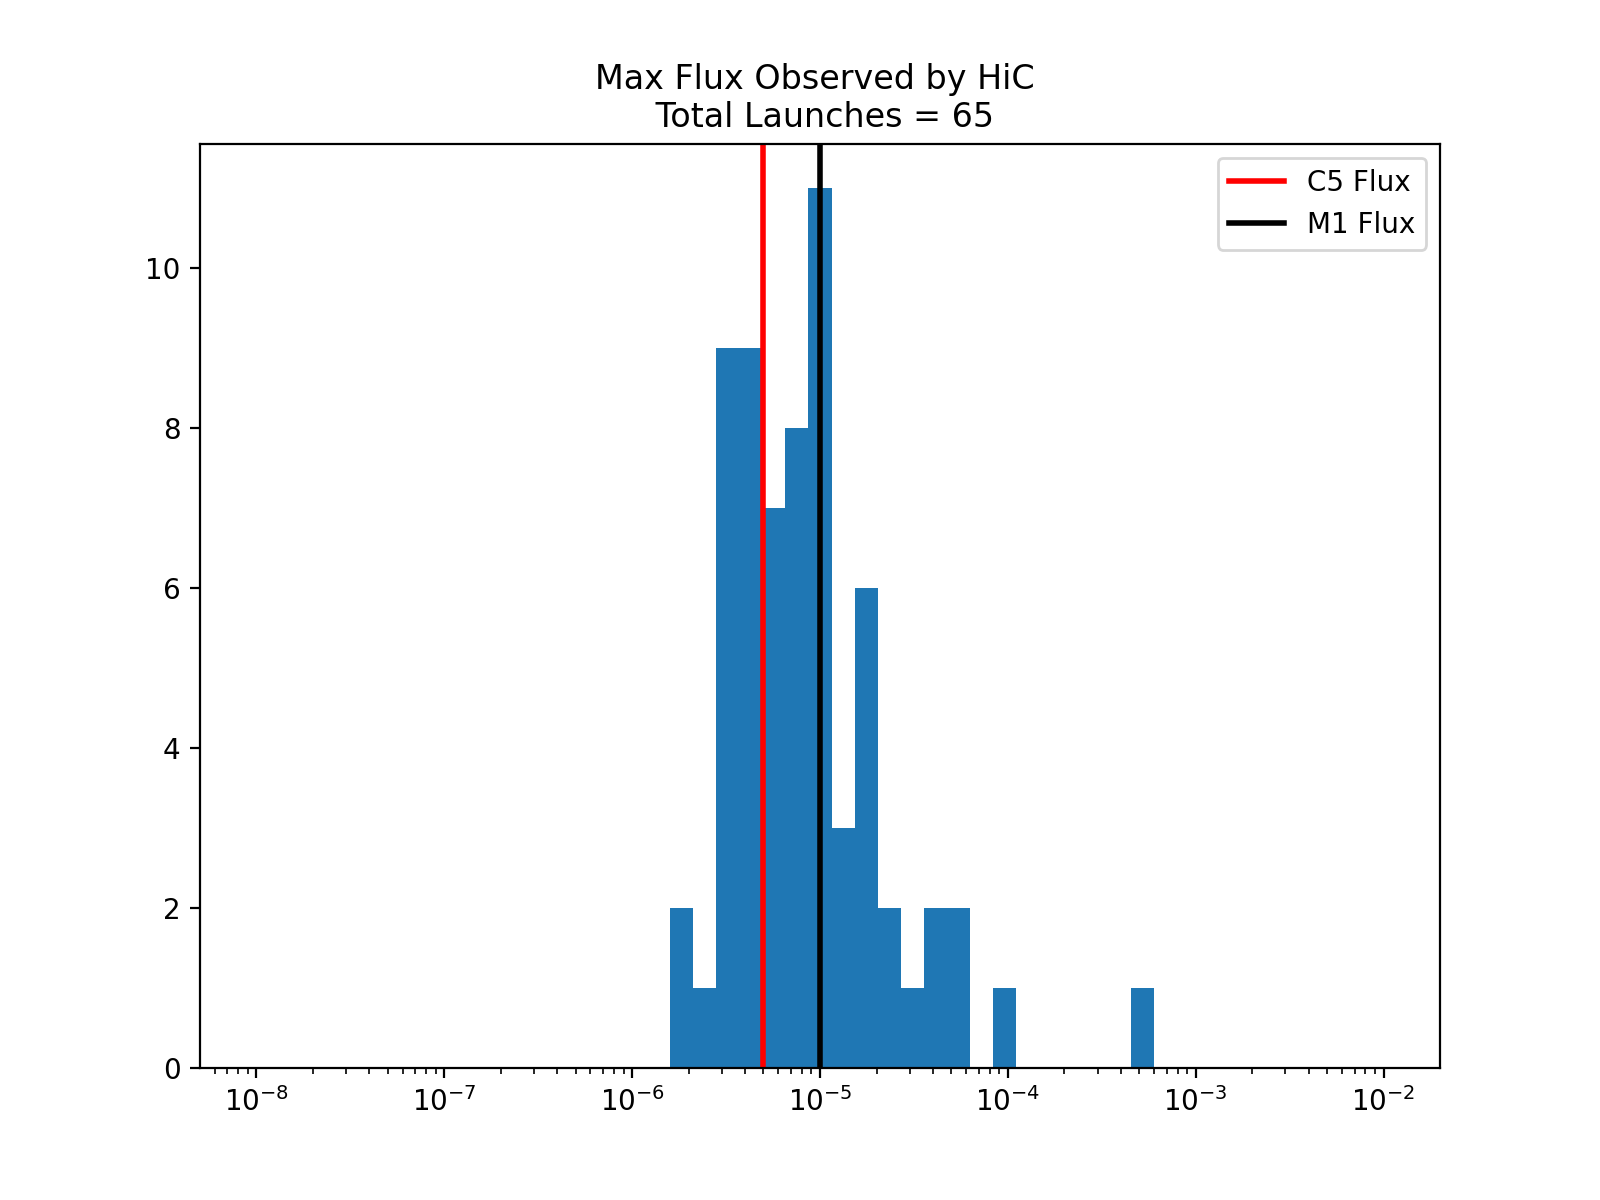 Max Flux Observed by HiC
Total Launches = 65
C5 Flux
M1 Flux
10
8
6
4
2
0
10⁻⁸ 10⁻⁷ 10⁻⁶ 10⁻⁵ 10⁻⁴ 10⁻³ 10⁻²